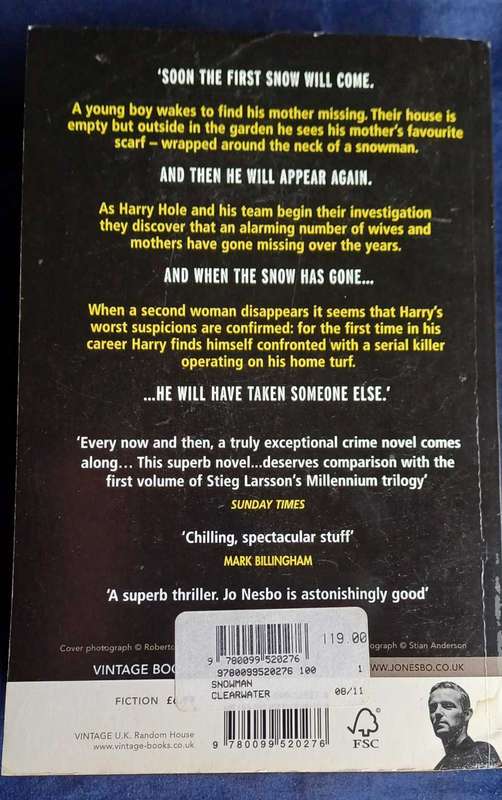 'SOON THE FIRST SNOW WILL COME.
A young boy wakes to find his mother missing. Their house is
empty but outside in the garden he sees his mother's favourite
scarf – wrapped around the neck of a snowman.
AND THEN HE WILL APPEAR AGAIN.
As Harry Hole and his team begin their investigation
they discover that an alarming number of wives and
mothers have gone missing over the years.
AND WHEN THE SNOW HAS GONE...
When a second woman disappears it seems that Harry's
worst suspicions are confirmed: for the first time in his
career Harry finds himself confronted with a serial killer
operating on his home turf.
...HE WILL HAVE TAKEN SOMEONE ELSE.'
'Every now and then, a truly exceptional crime novel comes
along... This superb novel...deserves comparison with the
first volume of Stieg Larsson's Millennium trilogy'
SUNDAY TIMES
'Chilling, spectacular stuff'
MARK BILLINGHAM
'A superb thriller. Jo Nesbo is astonishingly good'
119.00
9 780099 520276
9780099520276 100 1
SNOWMAN
CLEARWATER 08/11
Cover photograph © Roberto © Stian Anderson
VINTAGE WWW.JONESBO.CO.UK
FICTION
VINTAGE U.K. Random House
www.vintage-books.co.uk
9 780099 520276
FSC